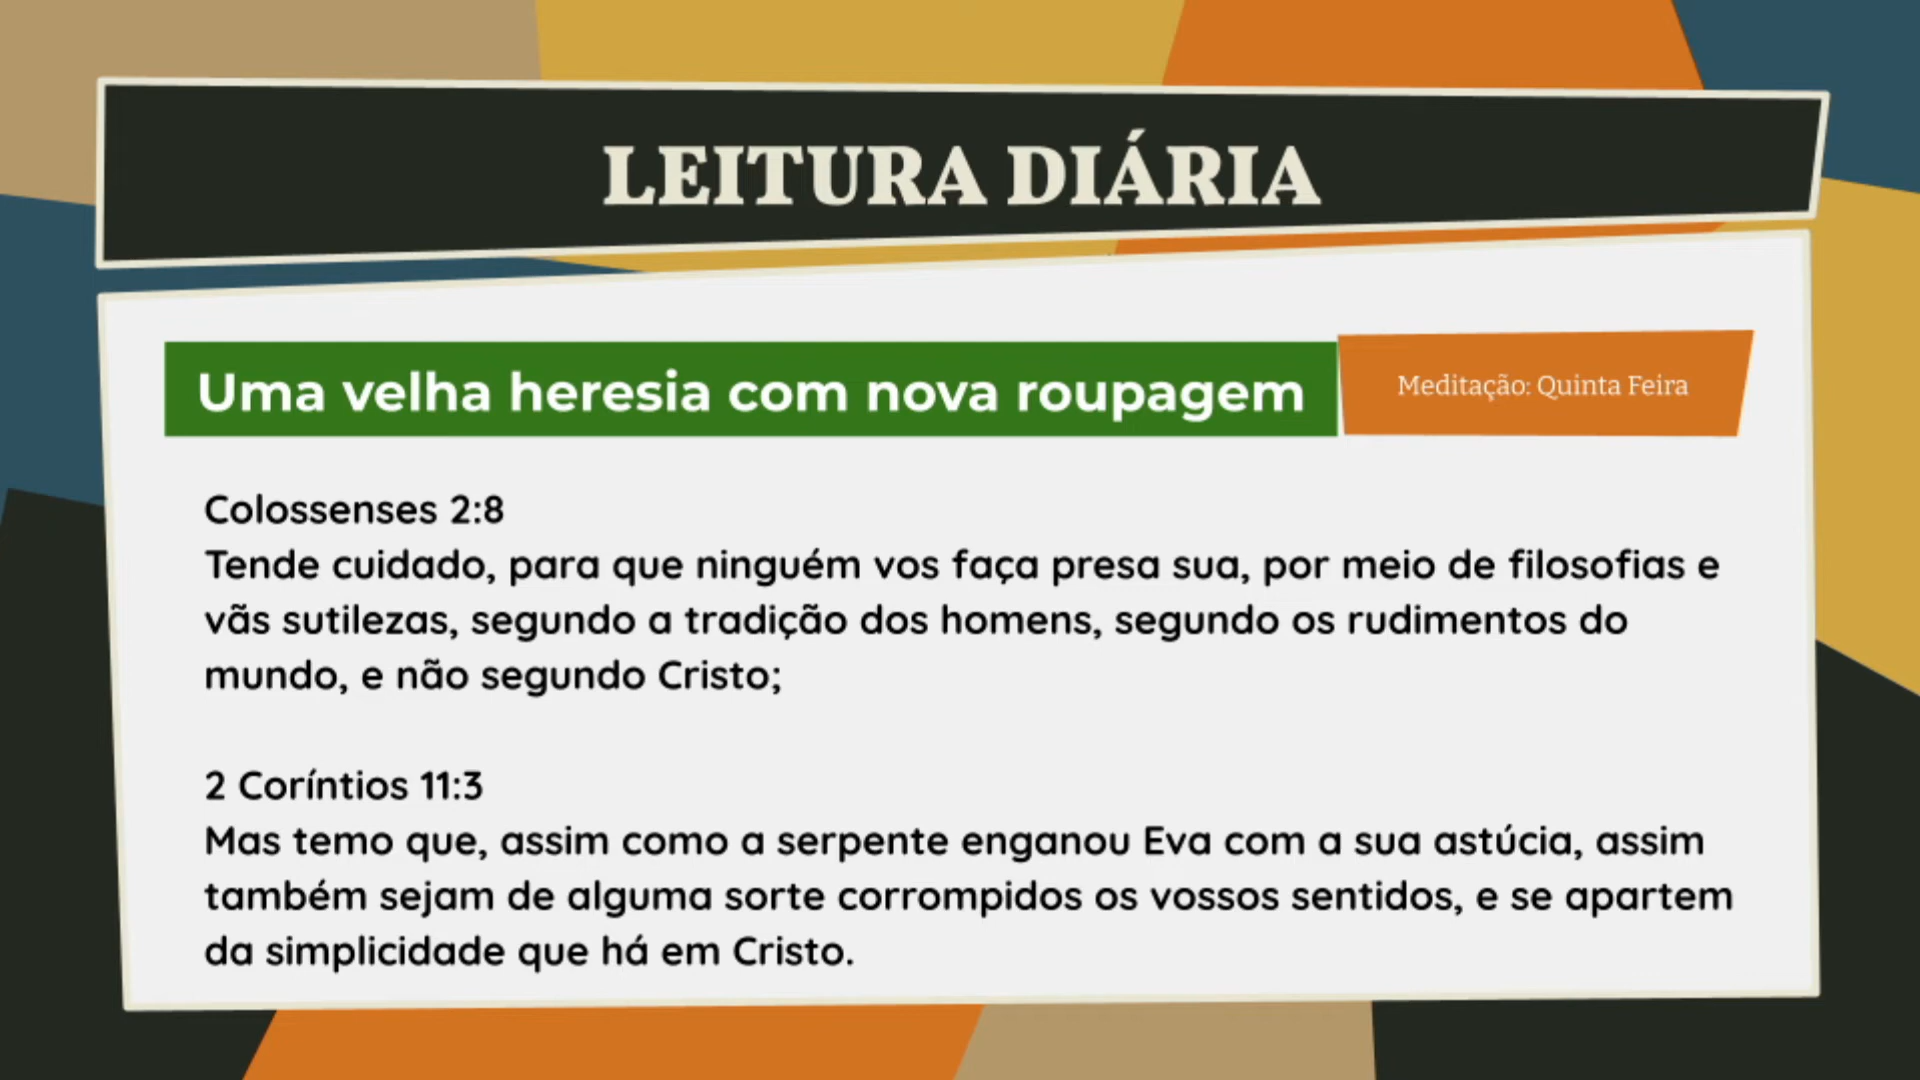 LEITURA DIÁRIA
Uma velha heresia com nova roupagem
Meditação: Quinta Feira
Colossenses 2:8
Tende cuidado, para que ninguém vos faça presa sua, por meio de filosofias e
vãs sutilezas, segundo a tradição dos homens, segundo os rudimentos do
mundo, e não segundo Cristo;
2 Coríntios 11:3
Mas temo que, assim como a serpente enganou Eva com a sua astúcia, assim
também sejam de alguma sorte corrompidos os vossos sentidos, e se apartem
da simplicidade que há em Cristo.